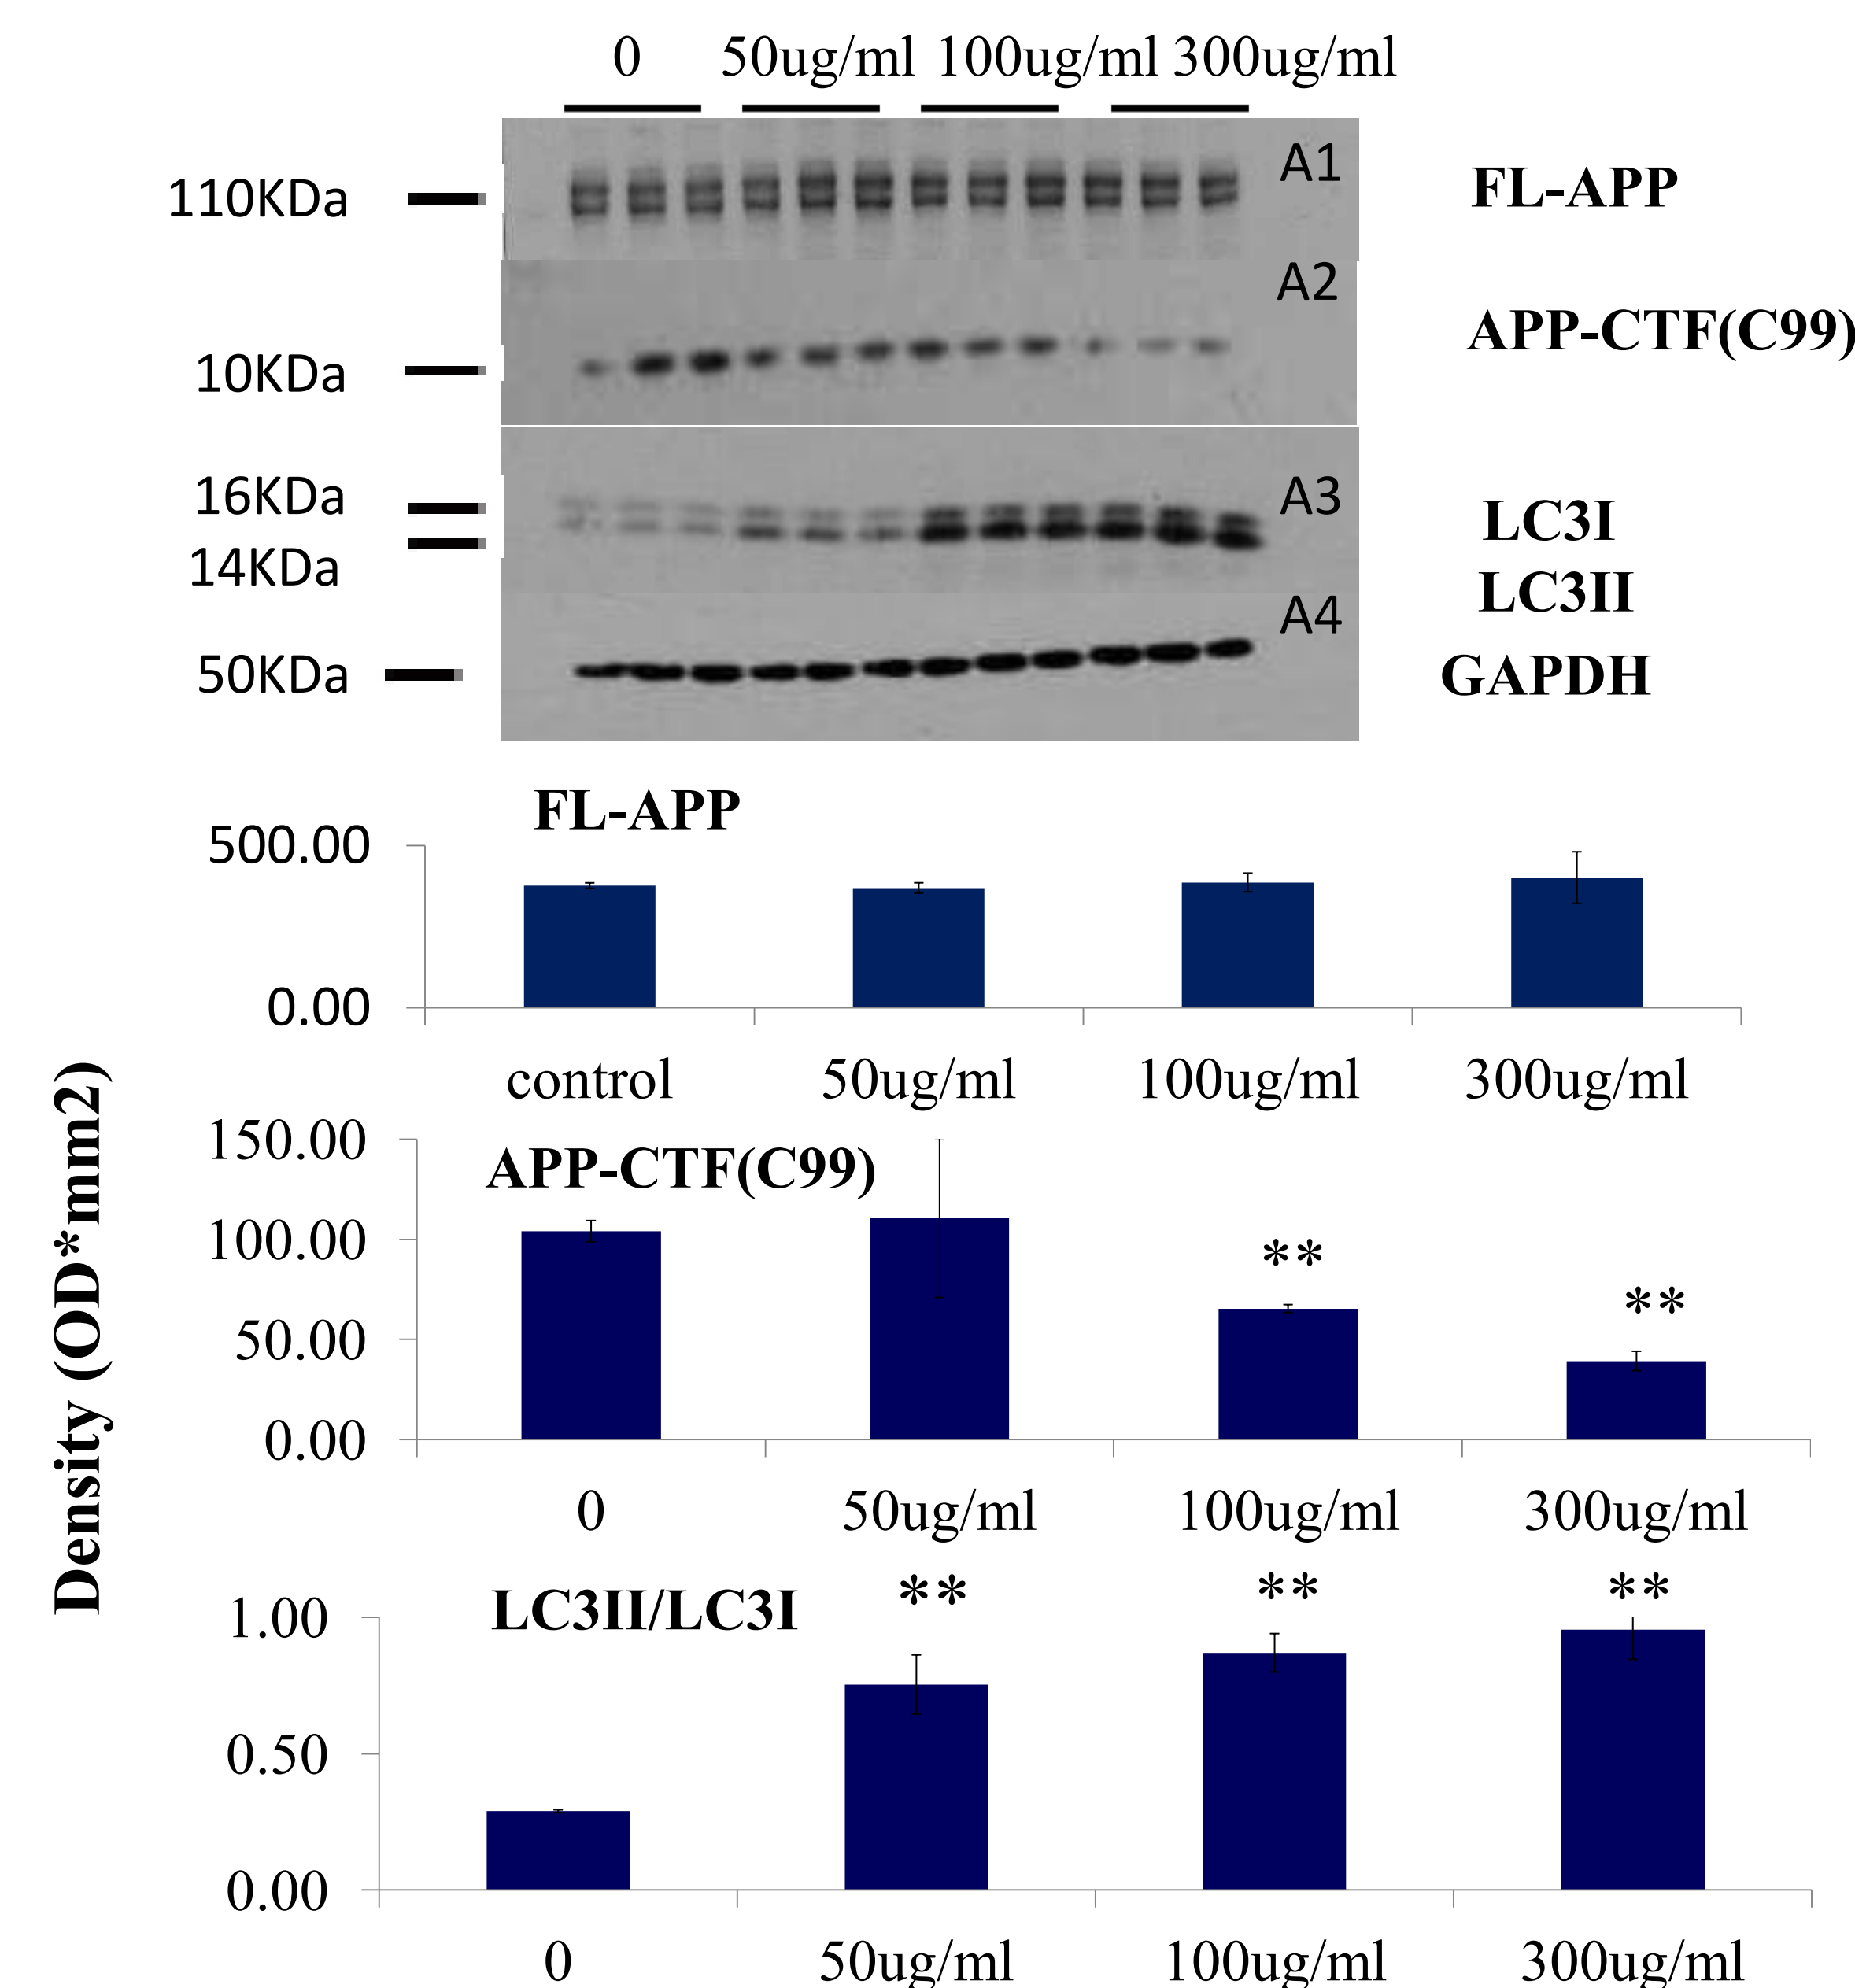 0 50ug/ml 100ug/ml 300ug/ml
A1
110KDa
FL-APP
A2
10KDa
APP-CTF(C99)
16KDa
A3
LC3I
14KDa
LC3II
A4
50KDa
GAPDH
FL-APP
500.00
0.00
control 50ug/ml 100ug/ml 300ug/ml
Density (OD*mm2)
150.00
APP-CTF(C99)
100.00
**
**
50.00
0.00
0 50ug/ml 100ug/ml 300ug/ml
** ** **
LC3II/LC3I
1.00
0.50
0.00
0 50ug/ml 100ug/ml 300ug/ml